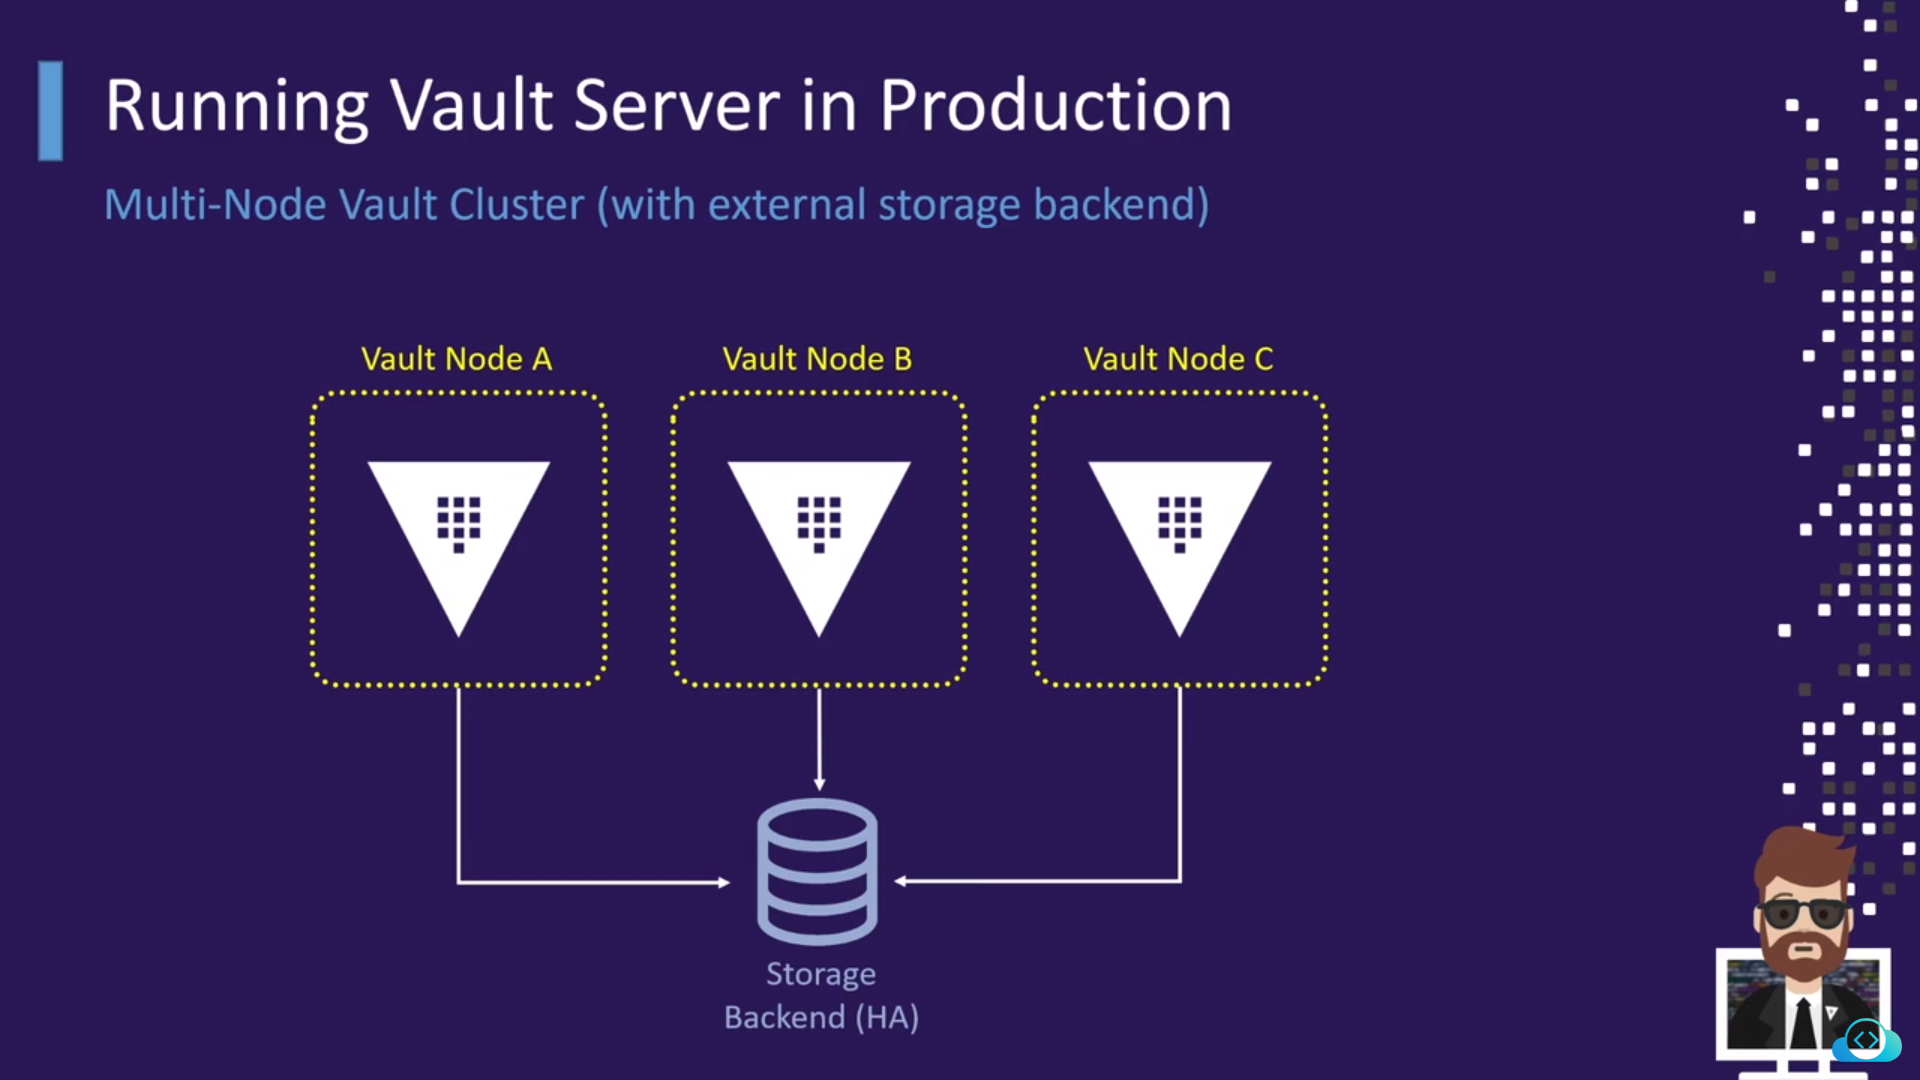 Running Vault Server in Production
Multi-Node Vault Cluster (with external storage backend)
Vault Node A
Vault Node B
Vault Node C
Storage
Backend (HA)